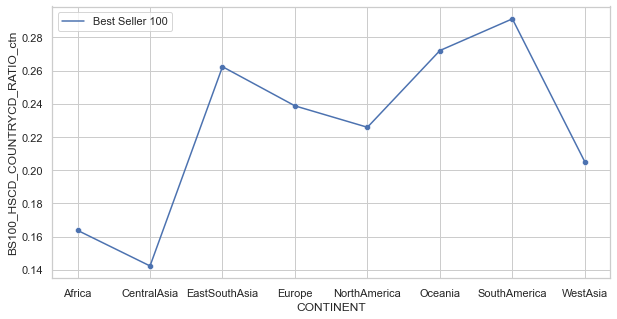 Best Seller 100
BS100_HSCD_COUNTRYCD_RATIO_ctn
0.28
0.26
0.24
0.22
0.20
0.18
0.16
0.14
Africa CentralAsia EastSouthAsia Europe NorthAmerica Oceania SouthAmerica WestAsia
CONTINENT